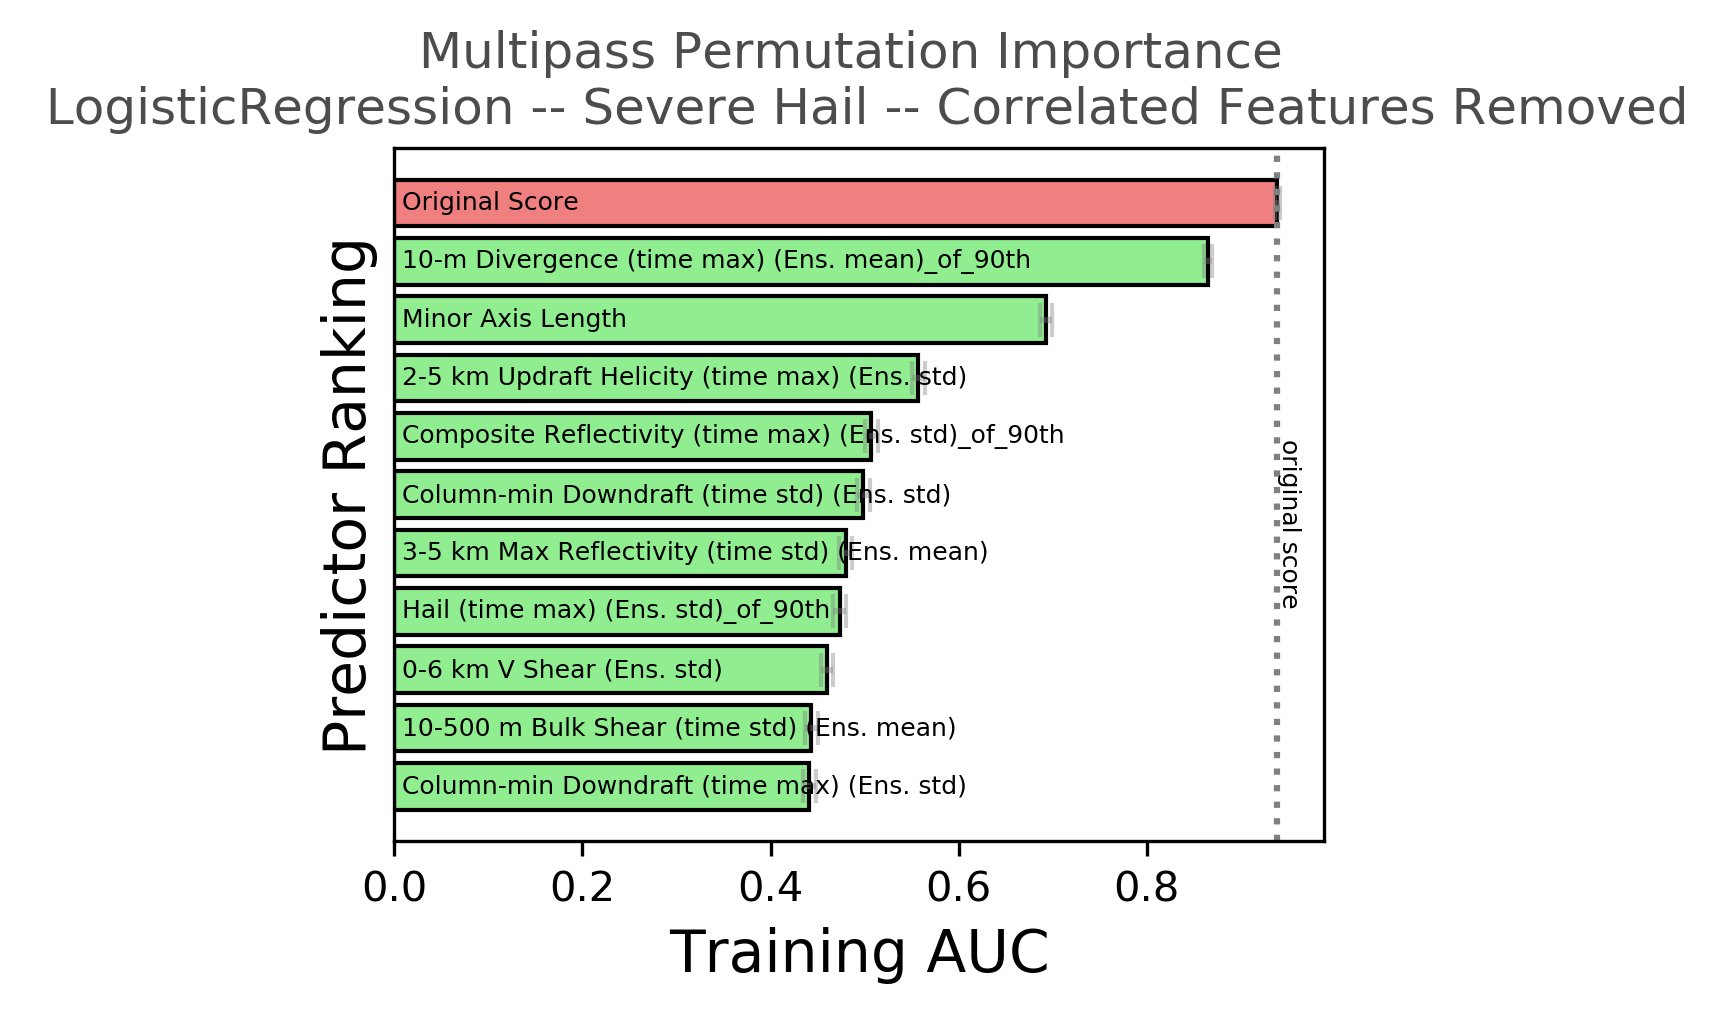 Multipass Permutation Importance
LogisticRegression -- Severe Hail -- Correlated Features Removed
Predictor Ranking
Original Score
10-m Divergence (time max) (Ens. mean)_of_90th
Minor Axis Length
2-5 km Updraft Helicity (time max) (Ens. std)
Composite Reflectivity (time max) (Ens. std)_of_90th
Column-min Downdraft (time std) (Ens. std)
3-5 km Max Reflectivity (time std) (Ens. mean)
Hail (time max) (Ens. std)_of_90th
0-6 km V Shear (Ens. std)
10-500 m Bulk Shear (time std) (Ens. mean)
Column-min Downdraft (time max) (Ens. std)
original score
0.0 0.2 0.4 0.6 0.8
Training AUC